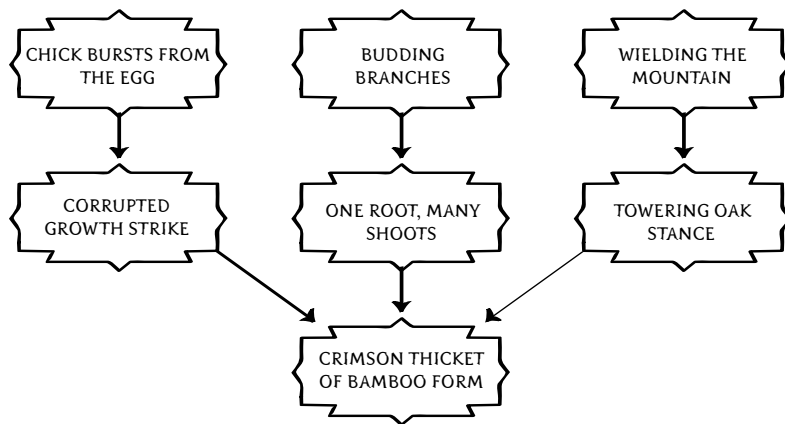 CHICK BURSTS FROM
THE EGG
BUDDING
BRANCHES
WIELDING THE
MOUNTAIN
CORRUPTED
GROWTH STRIKE
ONE ROOT, MANY
SHOOTS
TOWERING OAK
STANCE
CRIMSON THICKET
OF BAMBOO FORM